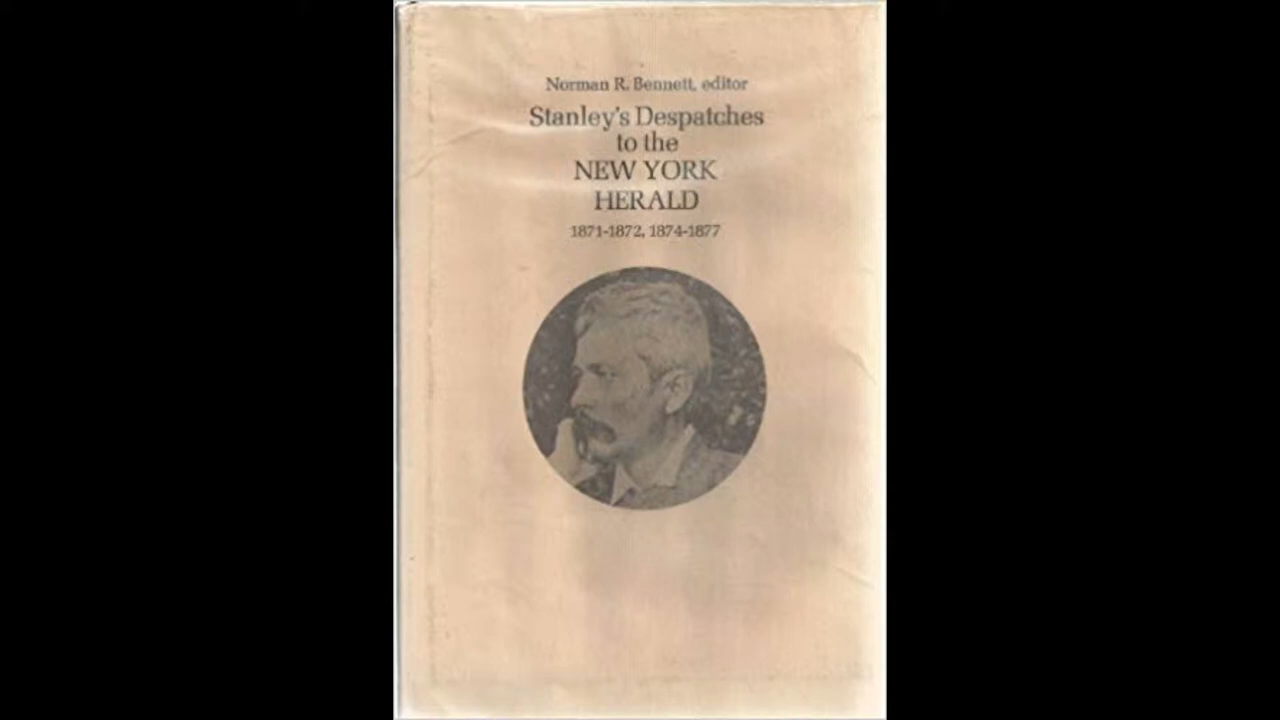 Norman R. Bennett, editor
Stanley's Despatches
to the
NEW YORK
HERALD
1871-1872, 1874-1877